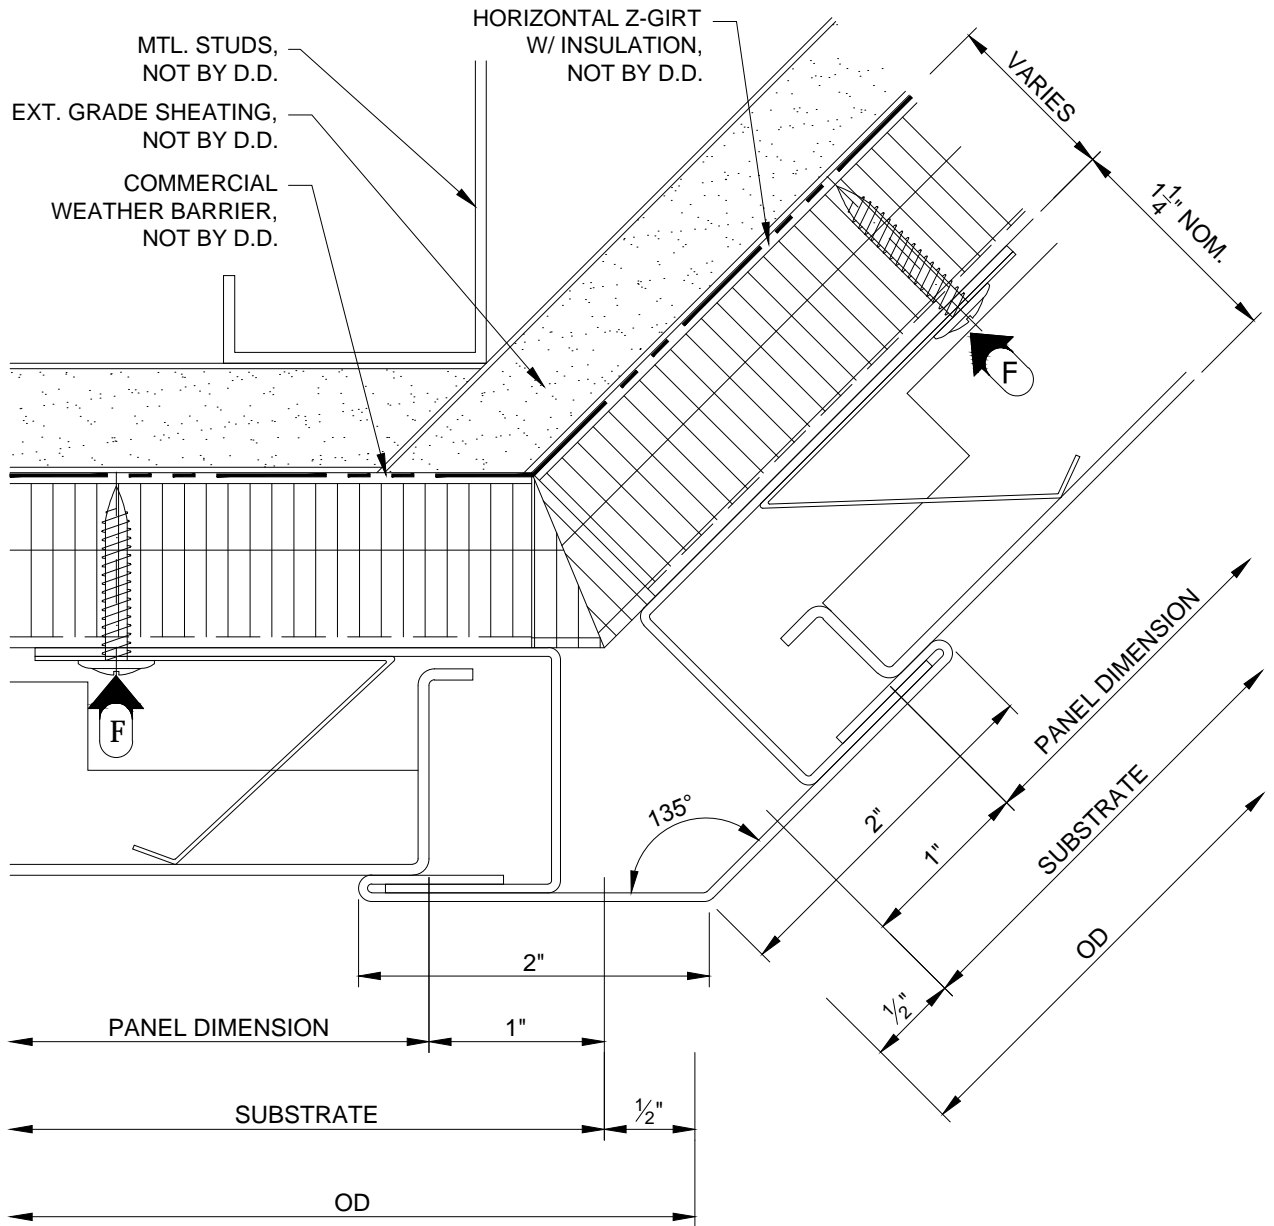 HORIZONTAL Z-GIRT
W/ INSULATION,
NOT BY D.D.
MTL. STUDS,
NOT BY D.D.
EXT. GRADE SHEATING,
NOT BY D.D.
COMMERCIAL
WEATHER BARRIER,
NOT BY D.D.
VARIES
1 1/4" NOM.
F
F
135°
PANEL DIMENSION
SUBSTRATE
OD
2"
1"
½"
2"
PANEL DIMENSION
1"
SUBSTRATE
½"
OD